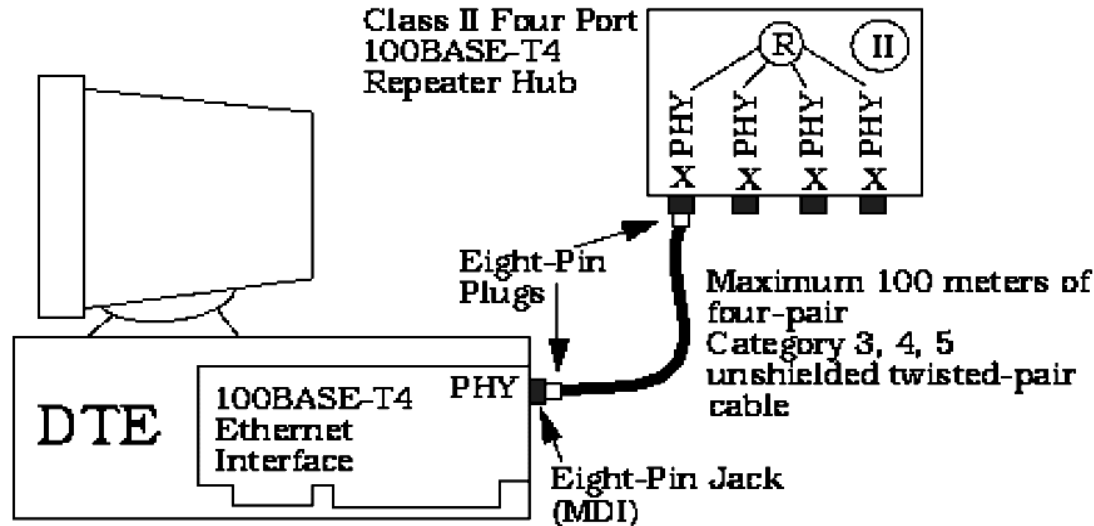 Class II Four Port
100BASE-T4
Repeater Hub
R
II
PHY PHY PHY PHY
X X X X
Eight-Pin
Plugs
Maximum 100 meters of
four-pair
Category 3, 4, 5
unshielded twisted-pair
cable
DTE
100BASE-T4
Ethernet
Interface
PHY
Eight-Pin Jack
(MDI)